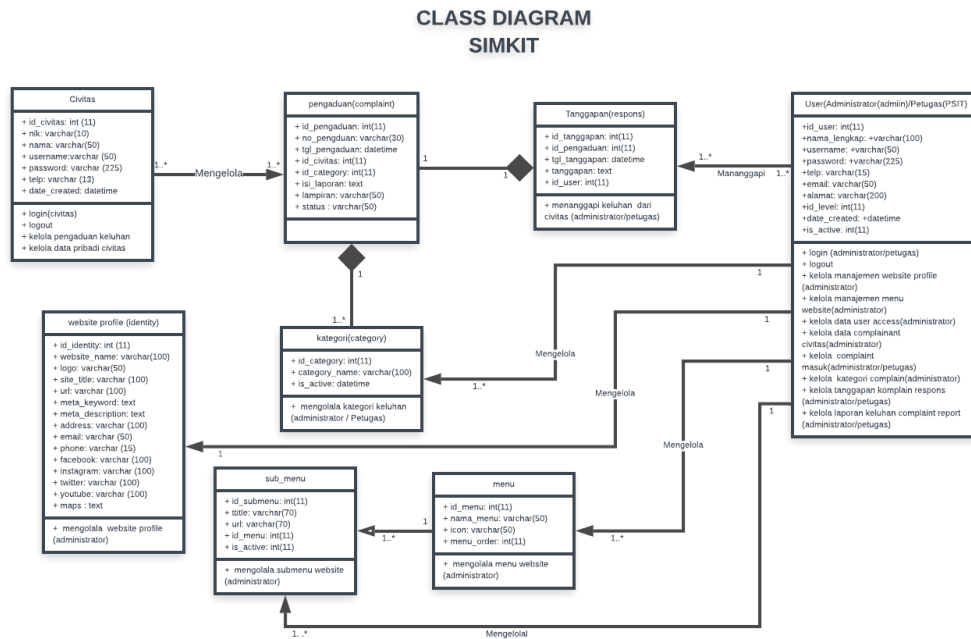 CLASS DIAGRAM
SIMKIT
Civitas
+ id_civitas: int (11)
+ nik: varchar(10)
+ nama: varchar(50)
+ username:varchar (50)
+ password: varchar (225)
+ telp: varchar (13)
+ date_created: datetime
+ login(civitas)
+ logout
+ kelola pengaduan keluhan
+ kelola data pribadi civitas
1..*
Mengelola
1..*
pengaduan(complaint)
+ id_pengaduan: int(11)
+ no_pengduan: varchar(30)
+ tgl_pengaduan: datetime
+ id_civitas: int(11)
+ id_category: int(11)
+ isi_laporan: text
+ lampiran: varchar(50)
+ status : varchar(50)
1
1
Tanggapan(respons)
+ id_tanggapan: int(11)
+ id_pengaduan: int(11)
+ tgl_tanggapan: datetime
+ tanggapan: text
+ id_user: int(11)
+ menanggapi keluhan dari
civitas (administrator/petugas)
1..*
Mananggapi
1..*
User(Administrator(admiin)/Petugas(PSIT)
+id_user: int(11)
+nama_lengkap: +varchar(100)
+username: +varchar(50)
+password: +varchar(225)
+telp: varchar(15)
+email: varchar(50)
+alamat: varchar(200)
+id_level: int(11)
+date_created: +datetime
+is_active: int(11)
+ login (administrator/petugas)
+ logout
+ kelola manajemen website profile
(administrator)
+ kelola manajemen menu
website(administrator)
+ kelola data user access(administrator)
+ kelola data complainant
civitas(admistrator)
+ kelola complaint
masuk(administrator/petugas)
+ kelola kategori complain(administrator)
+ kelola tanggapan komplain respons
(administrator/petugas)
+ kelola laporan keluhan complaint report
(administrator/petugas)
1
1..*
kategori(category)
+ id_category: int(11)
+ category_name: varchar(100)
+ is_active: datetime
+ mengolala kategori keluhan
(administrator / Petugas)
1
Mengelola
1..*
website profile (identity)
+ id_identity: int (11)
+ website_name: varchar(100)
+ logo: varchar(50)
+ site_title: varchar (100)
+ url: varchar (100)
+ meta_keyword: text
+ meta_description: text
+ address: varchar (100)
+ email: varchar (50)
+ phone: varchar (15)
+ facebook: varchar (100)
+ instagram: varchar (100)
+ twitter: varchar (100)
+ youtube: varchar (100)
+ maps : text
+ mengolala website profile
(administrator)
1
Mengelola
1
sub_menu
+ id_submenu: int(11)
+ ttitle: varchar(70)
+ url: varchar(70)
+ id_menu: int(11)
+ is_active: int(11)
+ mengolala submenu website
(administrator)
1..*
1
menu
+ id_menu: int(11)
+ nama_menu: varchar(50)
+ icon: varchar(50)
+ menu_order: int(11)
+ mengolala menu website
(administrator)
1
Mengelola
1..*
1
1. .*
Mengelolal